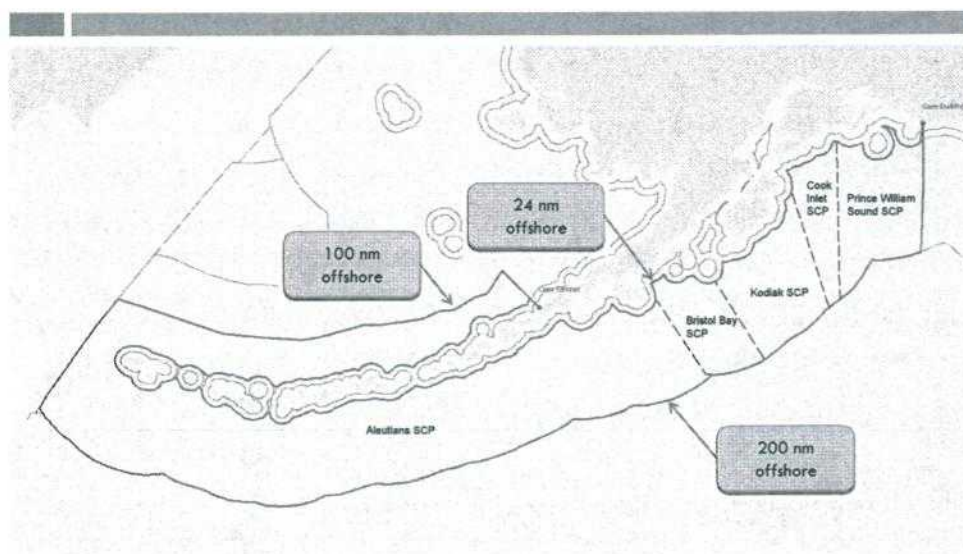 Cook
Inlet
SCP
Prince William
Sound SCP
24 nm
offshore
100 nm
offshore
Kodiak SCP
Bristol Bay
SCP
Aleutians SCP
200 nm
offshore